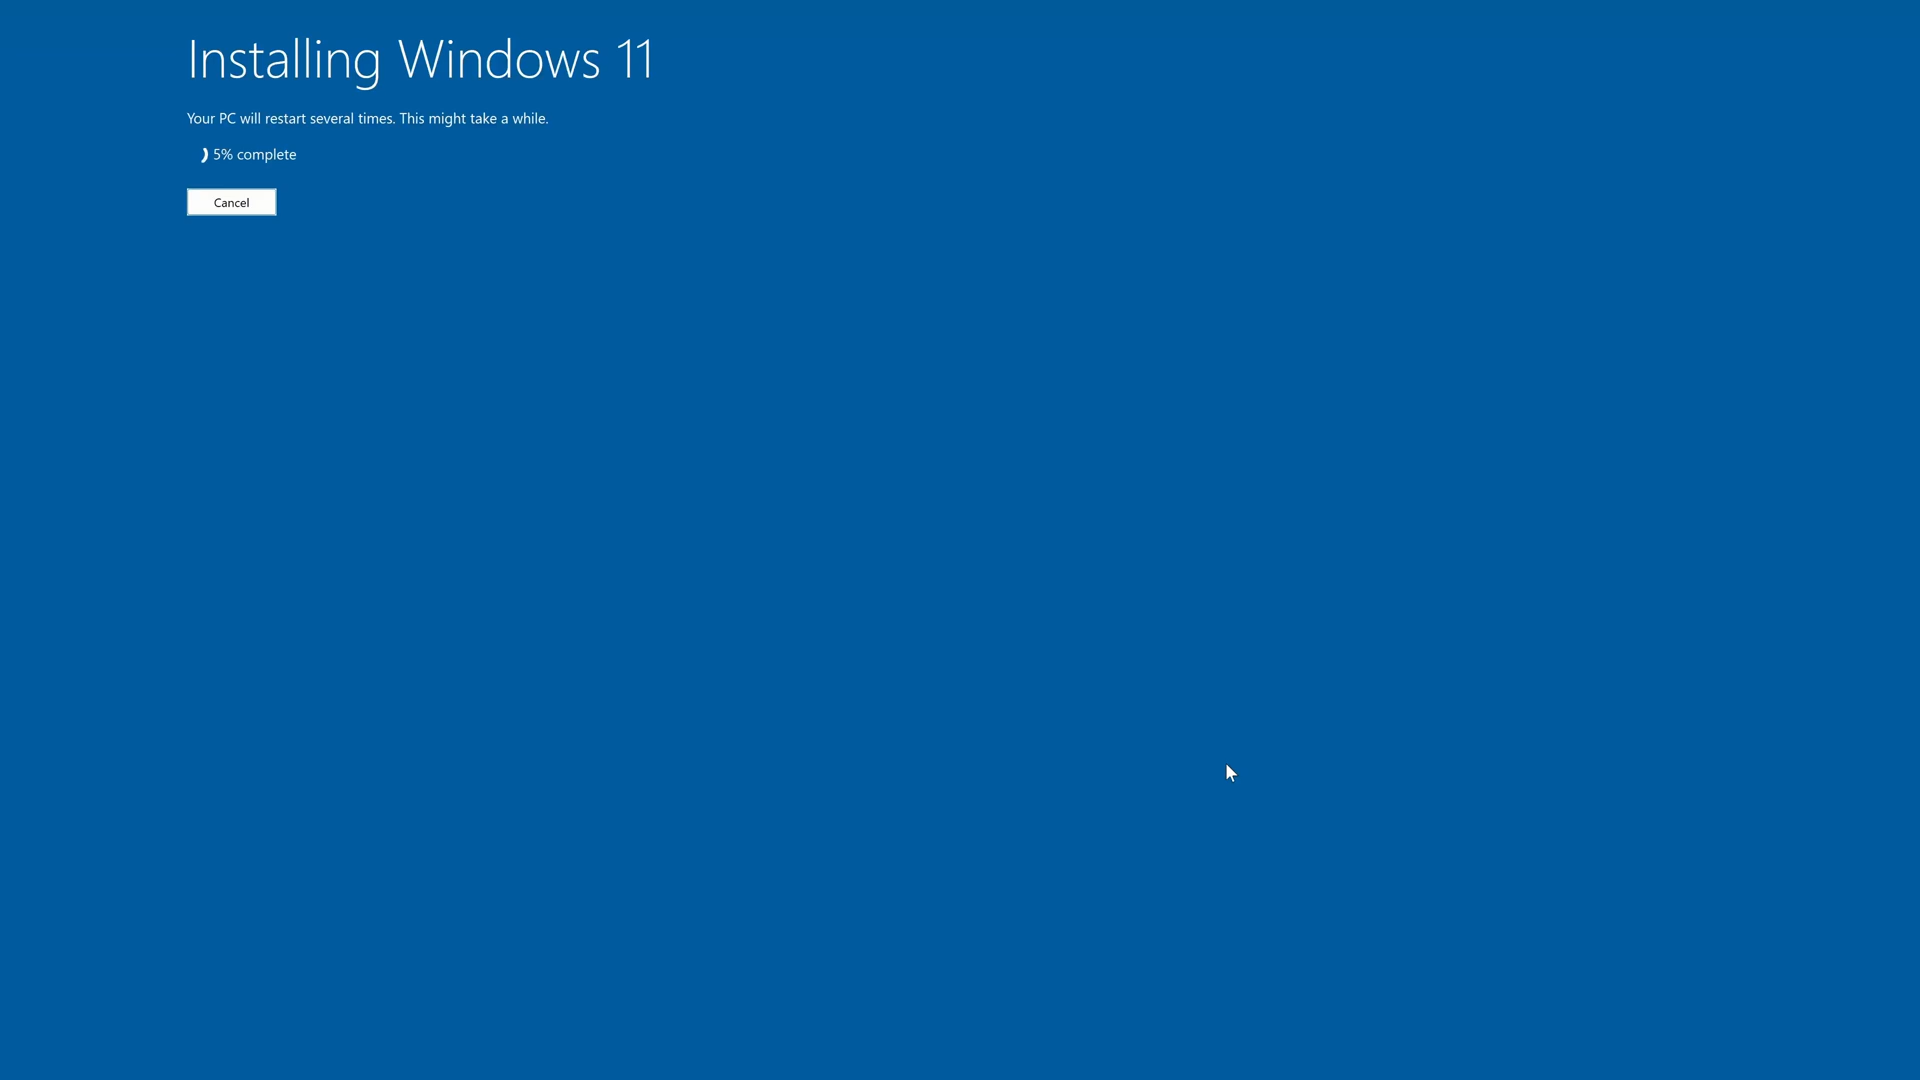 Installing Windows 11
Your PC will restart several times. This might take a while.
5% complete
Cancel